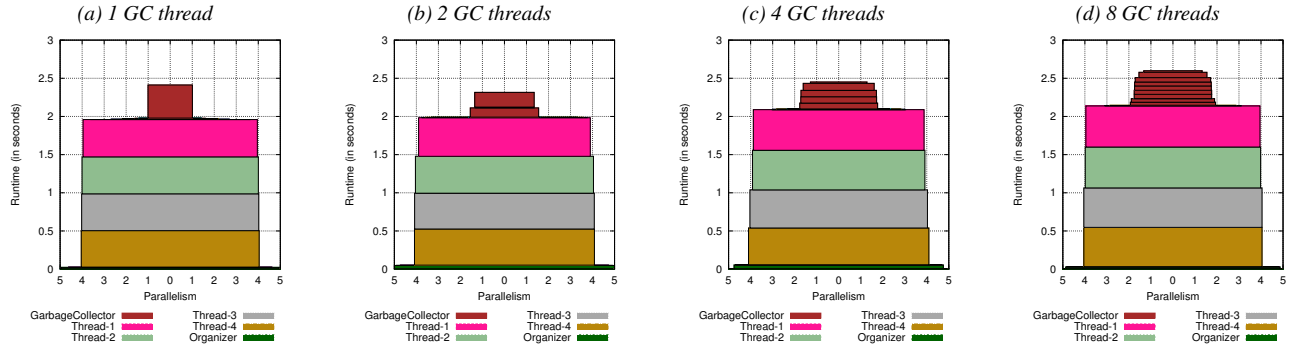 (a) 1 GC thread
3
2.5
2
1.5
1
0.5
0
Runtime (in seconds)
5 4 3 2 1 0 1 2 3 4 5
Parallelism
GarbageCollector
Thread-1
Thread-2
Thread-3
Thread-4
Organizer
(b) 2 GC threads
3
2.5
2
1.5
1
0.5
0
Runtime (in seconds)
5 4 3 2 1 0 1 2 3 4 5
Parallelism
GarbageCollector
Thread-1
Thread-2
Thread-3
Thread-4
Organizer
(c) 4 GC threads
3
2.5
2
1.5
1
0.5
0
Runtime (in seconds)
5 4 3 2 1 0 1 2 3 4 5
Parallelism
GarbageCollector
Thread-1
Thread-2
Thread-3
Thread-4
Organizer
(d) 8 GC threads
3
2.5
2
1.5
1
0.5
0
Runtime (in seconds)
5 4 3 2 1 0 1 2 3 4 5
Parallelism
GarbageCollector
Thread-1
Thread-2
Thread-3
Thread-4
Organizer